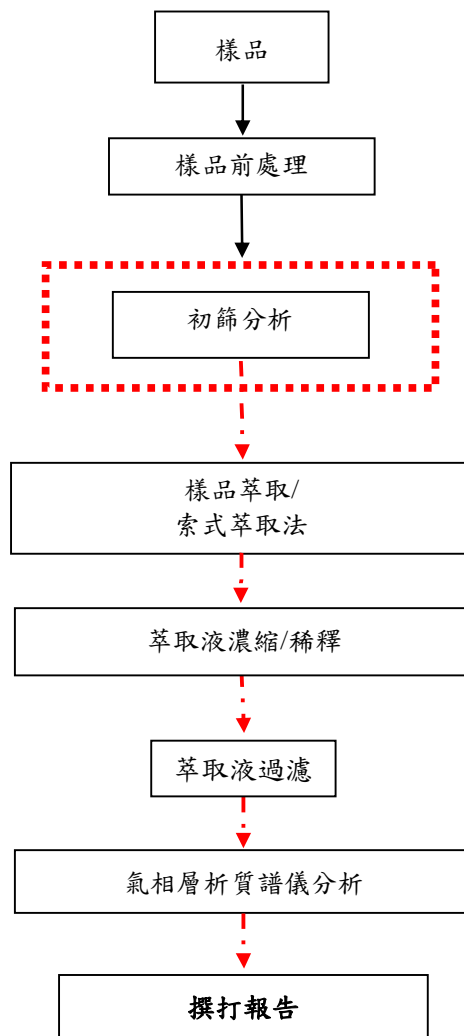 樣品
樣品前處理
初篩分析
樣品萃取/
索式萃取法
萃取液濃縮/稀釋
萃取液過濾
氣相層析質譜儀分析
撰打報告